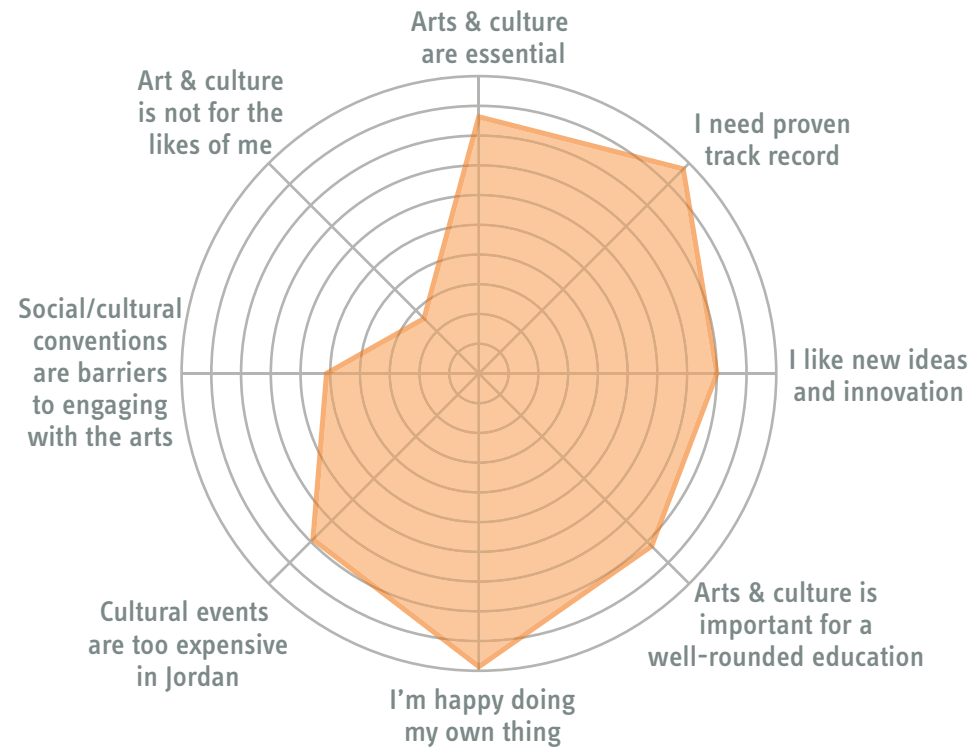 Arts & culture
are essential
I need proven
track record
I like new ideas
and innovation
Arts & culture is
important for a
well-rounded education
I’m happy doing
my own thing
Cultural events
are too expensive
in Jordan
Social/cultural
conventions
are barriers
to engaging
with the arts
Art & culture
is not for the
likes of me